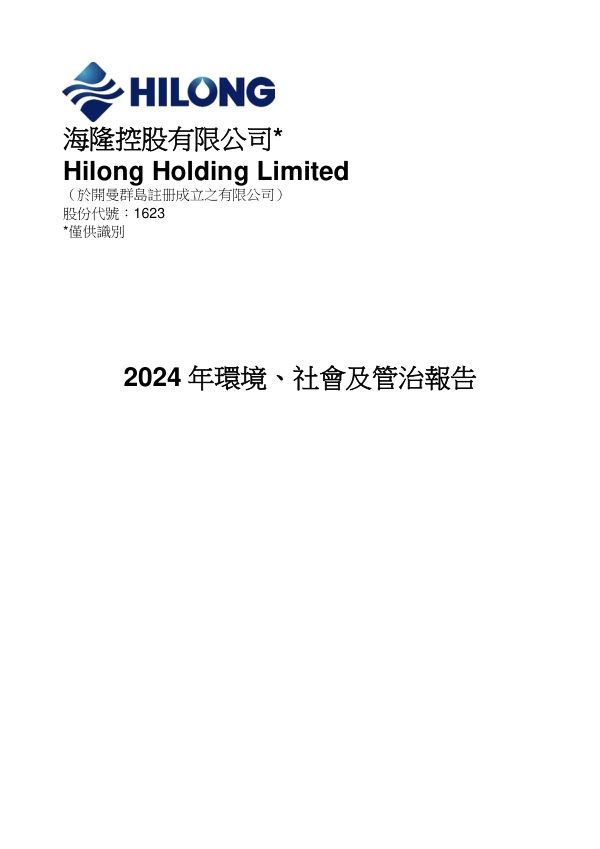 HILONG
海隆控股有限公司*
Hilong Holding Limited
（於開曼群島註冊成立之有限公司）
股份代號：1623
*僅供識別
2024 年環境、社會及管治報告